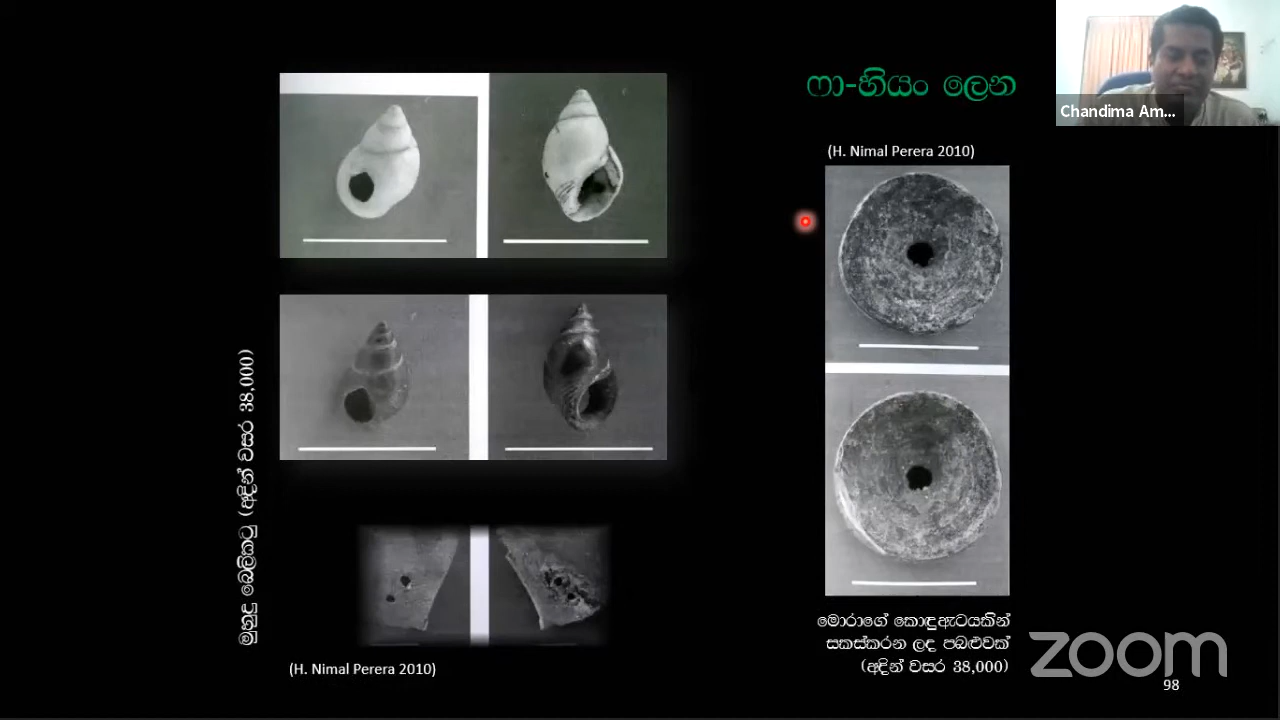 ෆා-හියං ලෙන
Chandima Am...
(H. Nimal Perera 2010)
මුහුදු බෙලිකටු (අදින් වසර 38,000)
(H. Nimal Perera 2010)
මොරාගේ කොඳුඇටයකින්
සකස්කරන ලද පබළුවක්
(අදින් වසර 38,000)
zoom
98